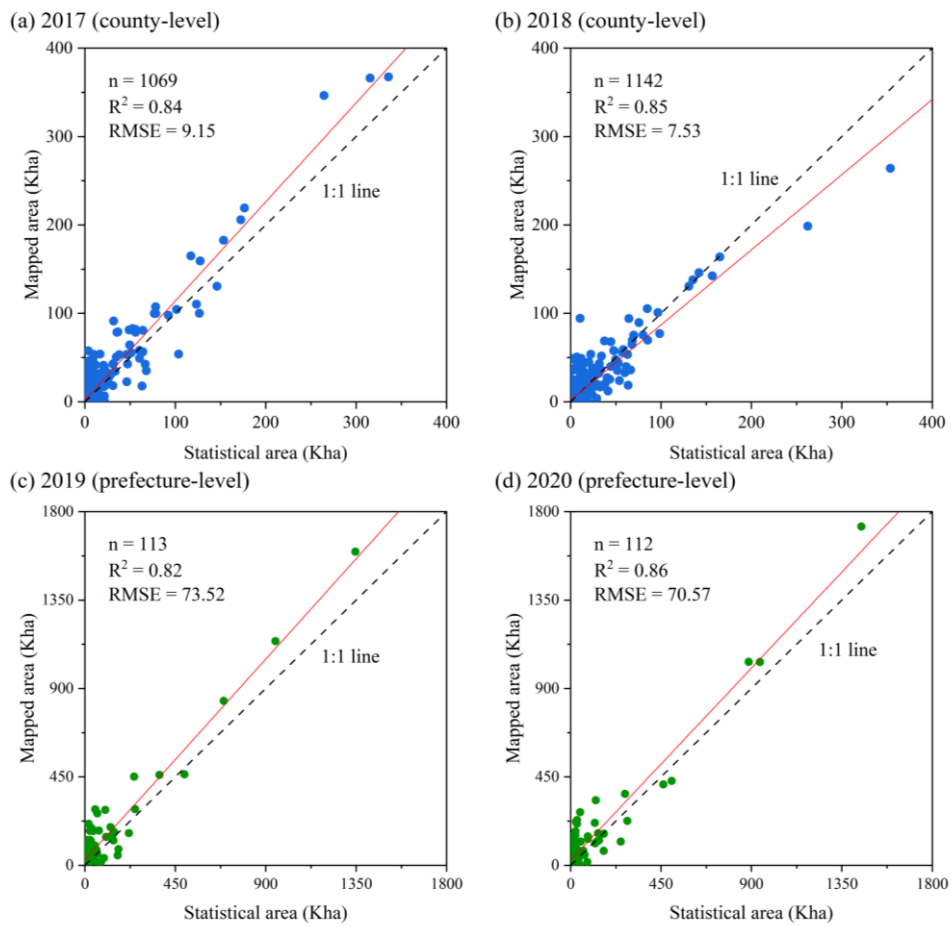 (a) 2017 (county-level)
n = 1069
R² = 0.84
RMSE = 9.15
1:1 line
Mapped area (Kha)
400
300
200
100
0
0 100 200 300 400
Statistical area (Kha)
(b) 2018 (county-level)
n = 1142
R² = 0.85
RMSE = 7.53
1:1 line
Mapped area (Kha)
400
300
200
100
0
0 100 200 300 400
Statistical area (Kha)
(c) 2019 (prefecture-level)
n = 113
R² = 0.82
RMSE = 73.52
1:1 line
Mapped area (Kha)
1800
1350
900
450
0
0 450 900 1350 1800
Statistical area (Kha)
(d) 2020 (prefecture-level)
n = 112
R² = 0.86
RMSE = 70.57
1:1 line
Mapped area (Kha)
1800
1350
900
450
0
0 450 900 1350 1800
Statistical area (Kha)